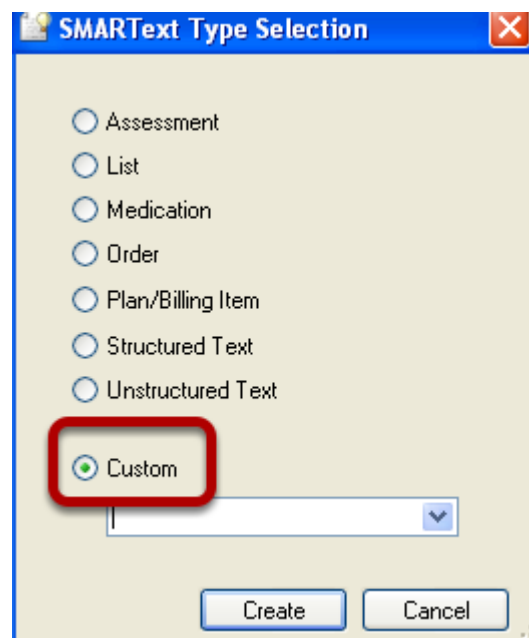 SMARText Type Selection
Assessment
List
Medication
Order
Plan/Billing Item
Structured Text
Unstructured Text
Custom
Create Cancel